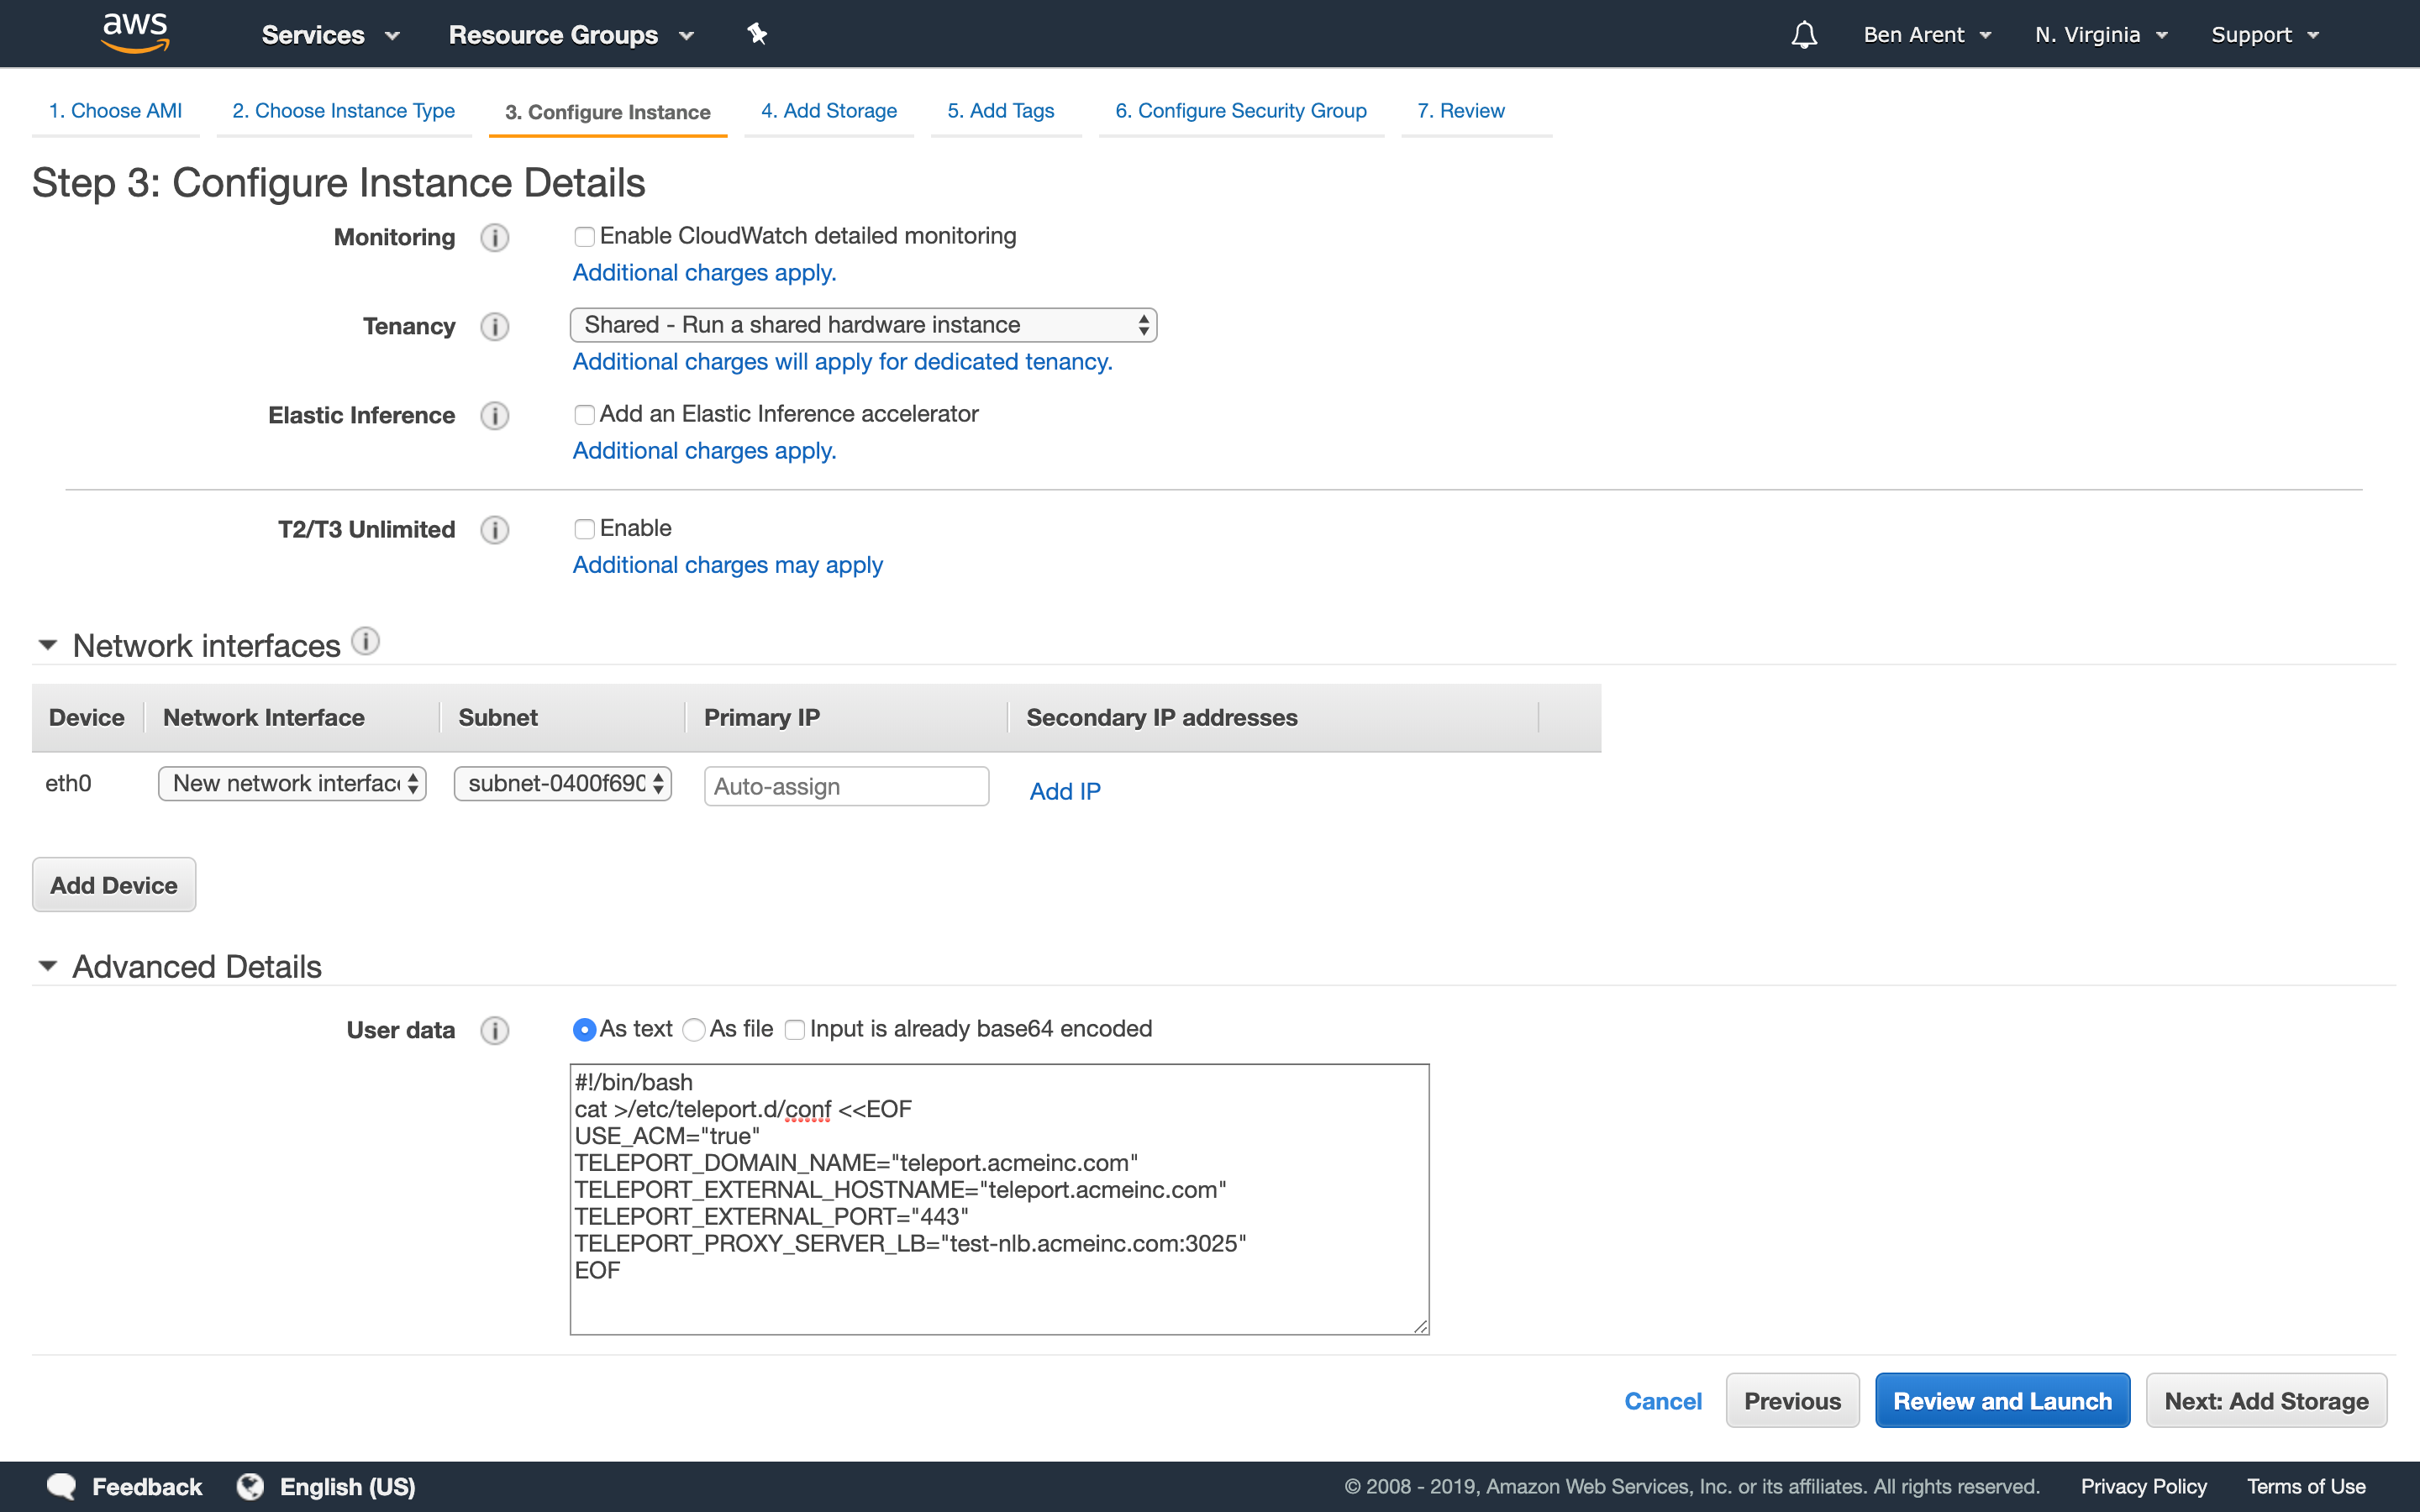 aws Services Resource Groups Ben Arent N. Virginia Support
1. Choose AMI 2. Choose Instance Type 3. Configure Instance 4. Add Storage 5. Add Tags 6. Configure Security Group 7. Review
Step 3: Configure Instance Details
Monitoring Enable CloudWatch detailed monitoring
Additional charges apply.
Tenancy Shared - Run a shared hardware instance
Additional charges will apply for dedicated tenancy.
Elastic Inference Add an Elastic Inference accelerator
Additional charges apply.
T2/T3 Unlimited Enable
Additional charges may apply
Network interfaces
Device Network Interface Subnet Primary IP Secondary IP addresses
eth0 New network interfac subnet-0400f690 Auto-assign Add IP
Add Device
Advanced Details
User data As text As file Input is already base64 encoded
#!/bin/bash
cat >/etc/teleport.d/conf <<EOF
USE_ACM="true"
TELEPORT_DOMAIN_NAME="teleport.acmeinc.com"
TELEPORT_EXTERNAL_HOSTNAME="teleport.acmeinc.com"
TELEPORT_EXTERNAL_PORT="443"
TELEPORT_PROXY_SERVER_LB="test-nlb.acmeinc.com:3025"
EOF
Cancel Previous Review and Launch Next: Add Storage
Feedback English (US) © 2008 - 2019, Amazon Web Services, Inc. or its affiliates. All rights reserved. Privacy Policy Terms of Use